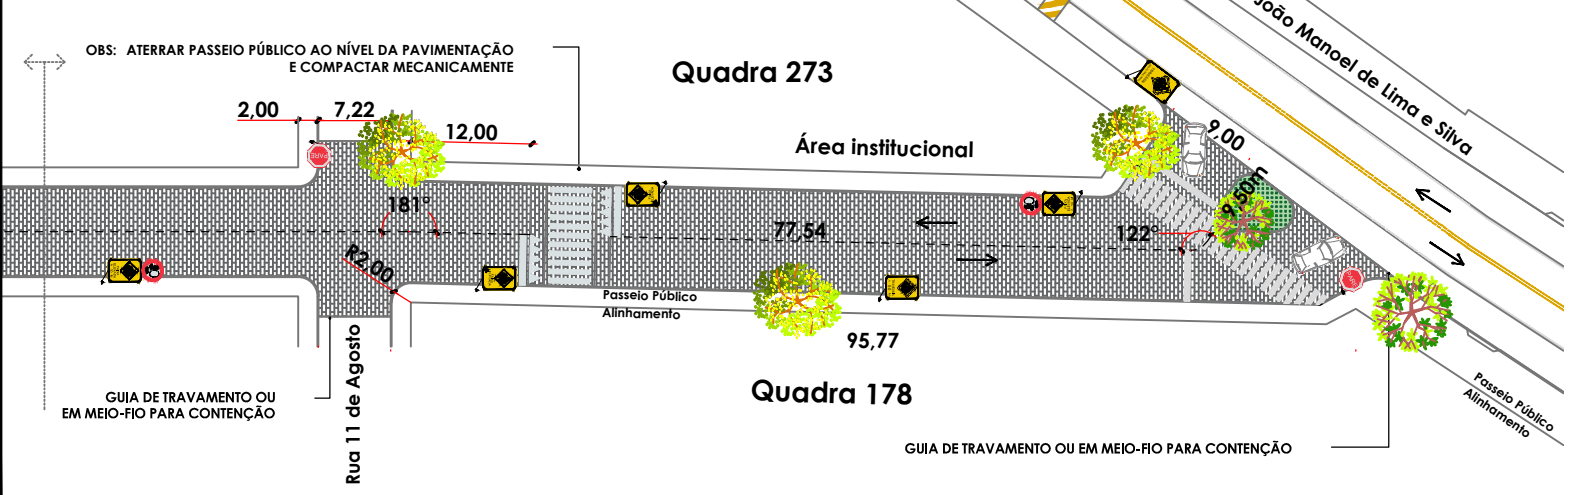 OBS: ATERRAR PASSEIO PÚBLICO AO NÍVEL DA PAVIMENTAÇÃO
E COMPACTAR MECANICAMENTE
Quadra 273
João Manoel de Lima e Silva
2,00
7,22
12,00
Área institucional
9,00
PARE
9,50m
181°
77,54
122°
R2,00
Passeio Público
Alinhamento
95,77
Quadra 178
Rua 11 de Agosto
GUIA DE TRAVAMENTO OU
EM MEIO-FIO PARA CONTENÇÃO
GUIA DE TRAVAMENTO OU EM MEIO-FIO PARA CONTENÇÃO
Passeio Público
Alinhamento